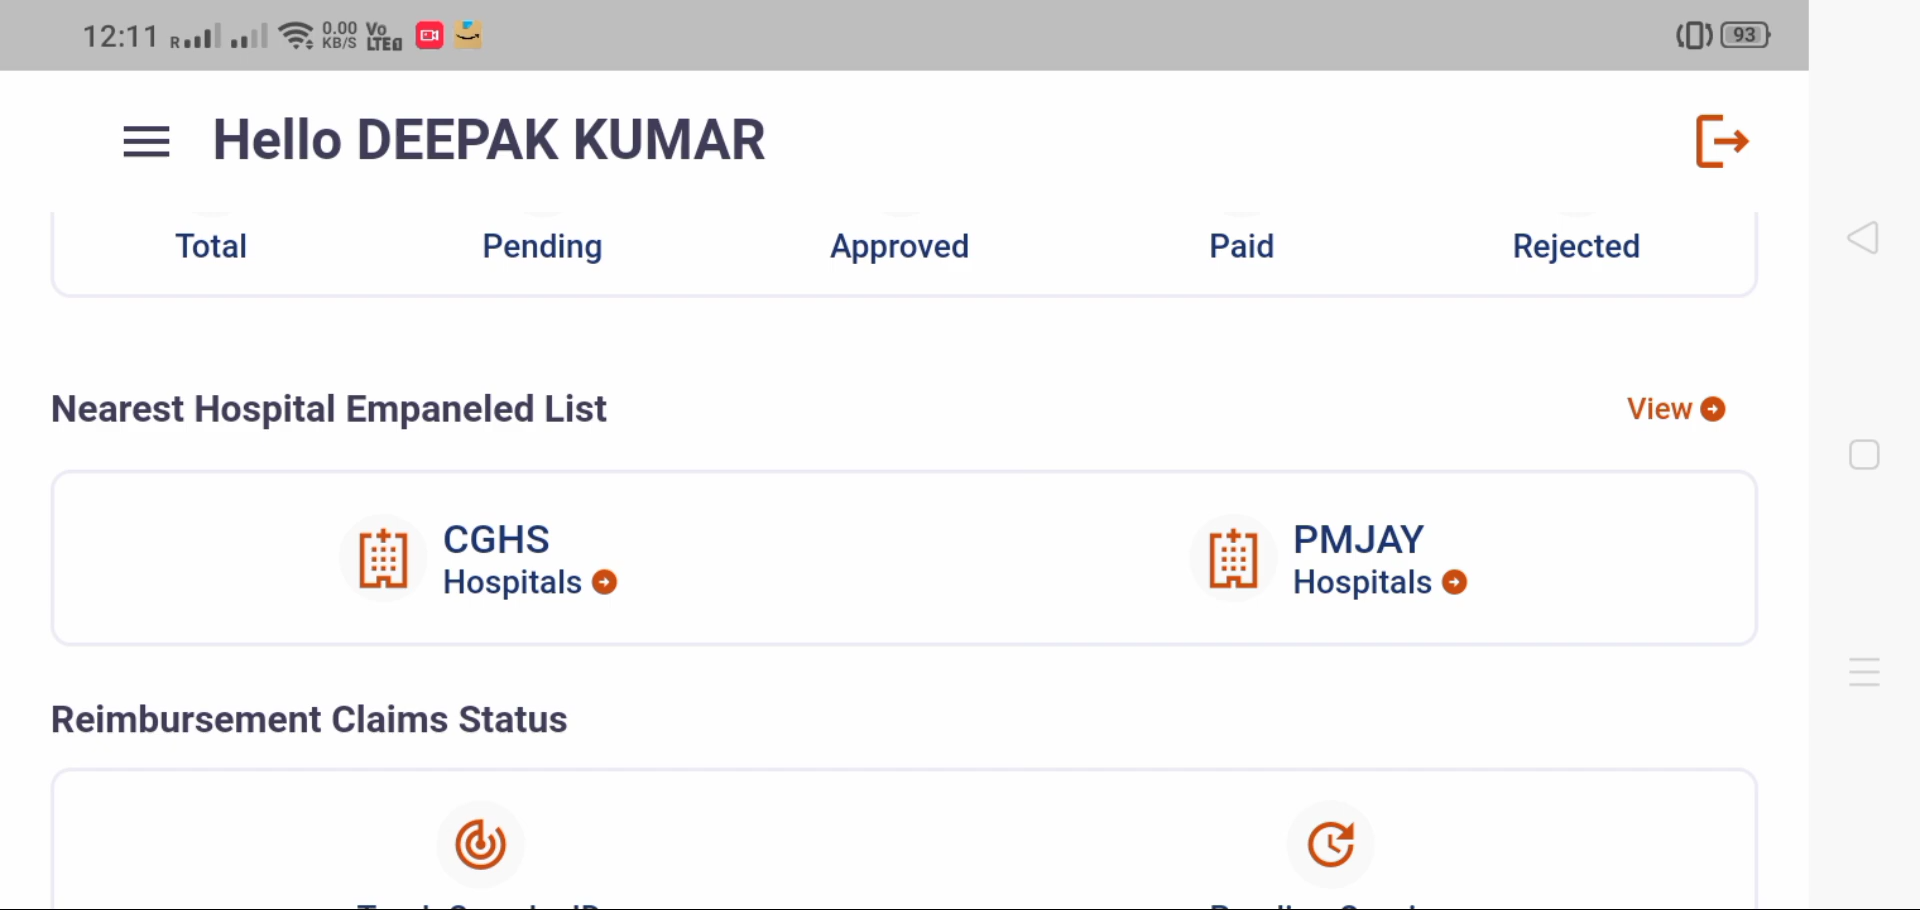 12:11 R 0.00 KB/S Vo LTE 93
Hello DEEPAK KUMAR
Total Pending Approved Paid Rejected
Nearest Hospital Empaneled List View
CGHS PMJAY
Hospitals Hospitals
Reimbursement Claims Status